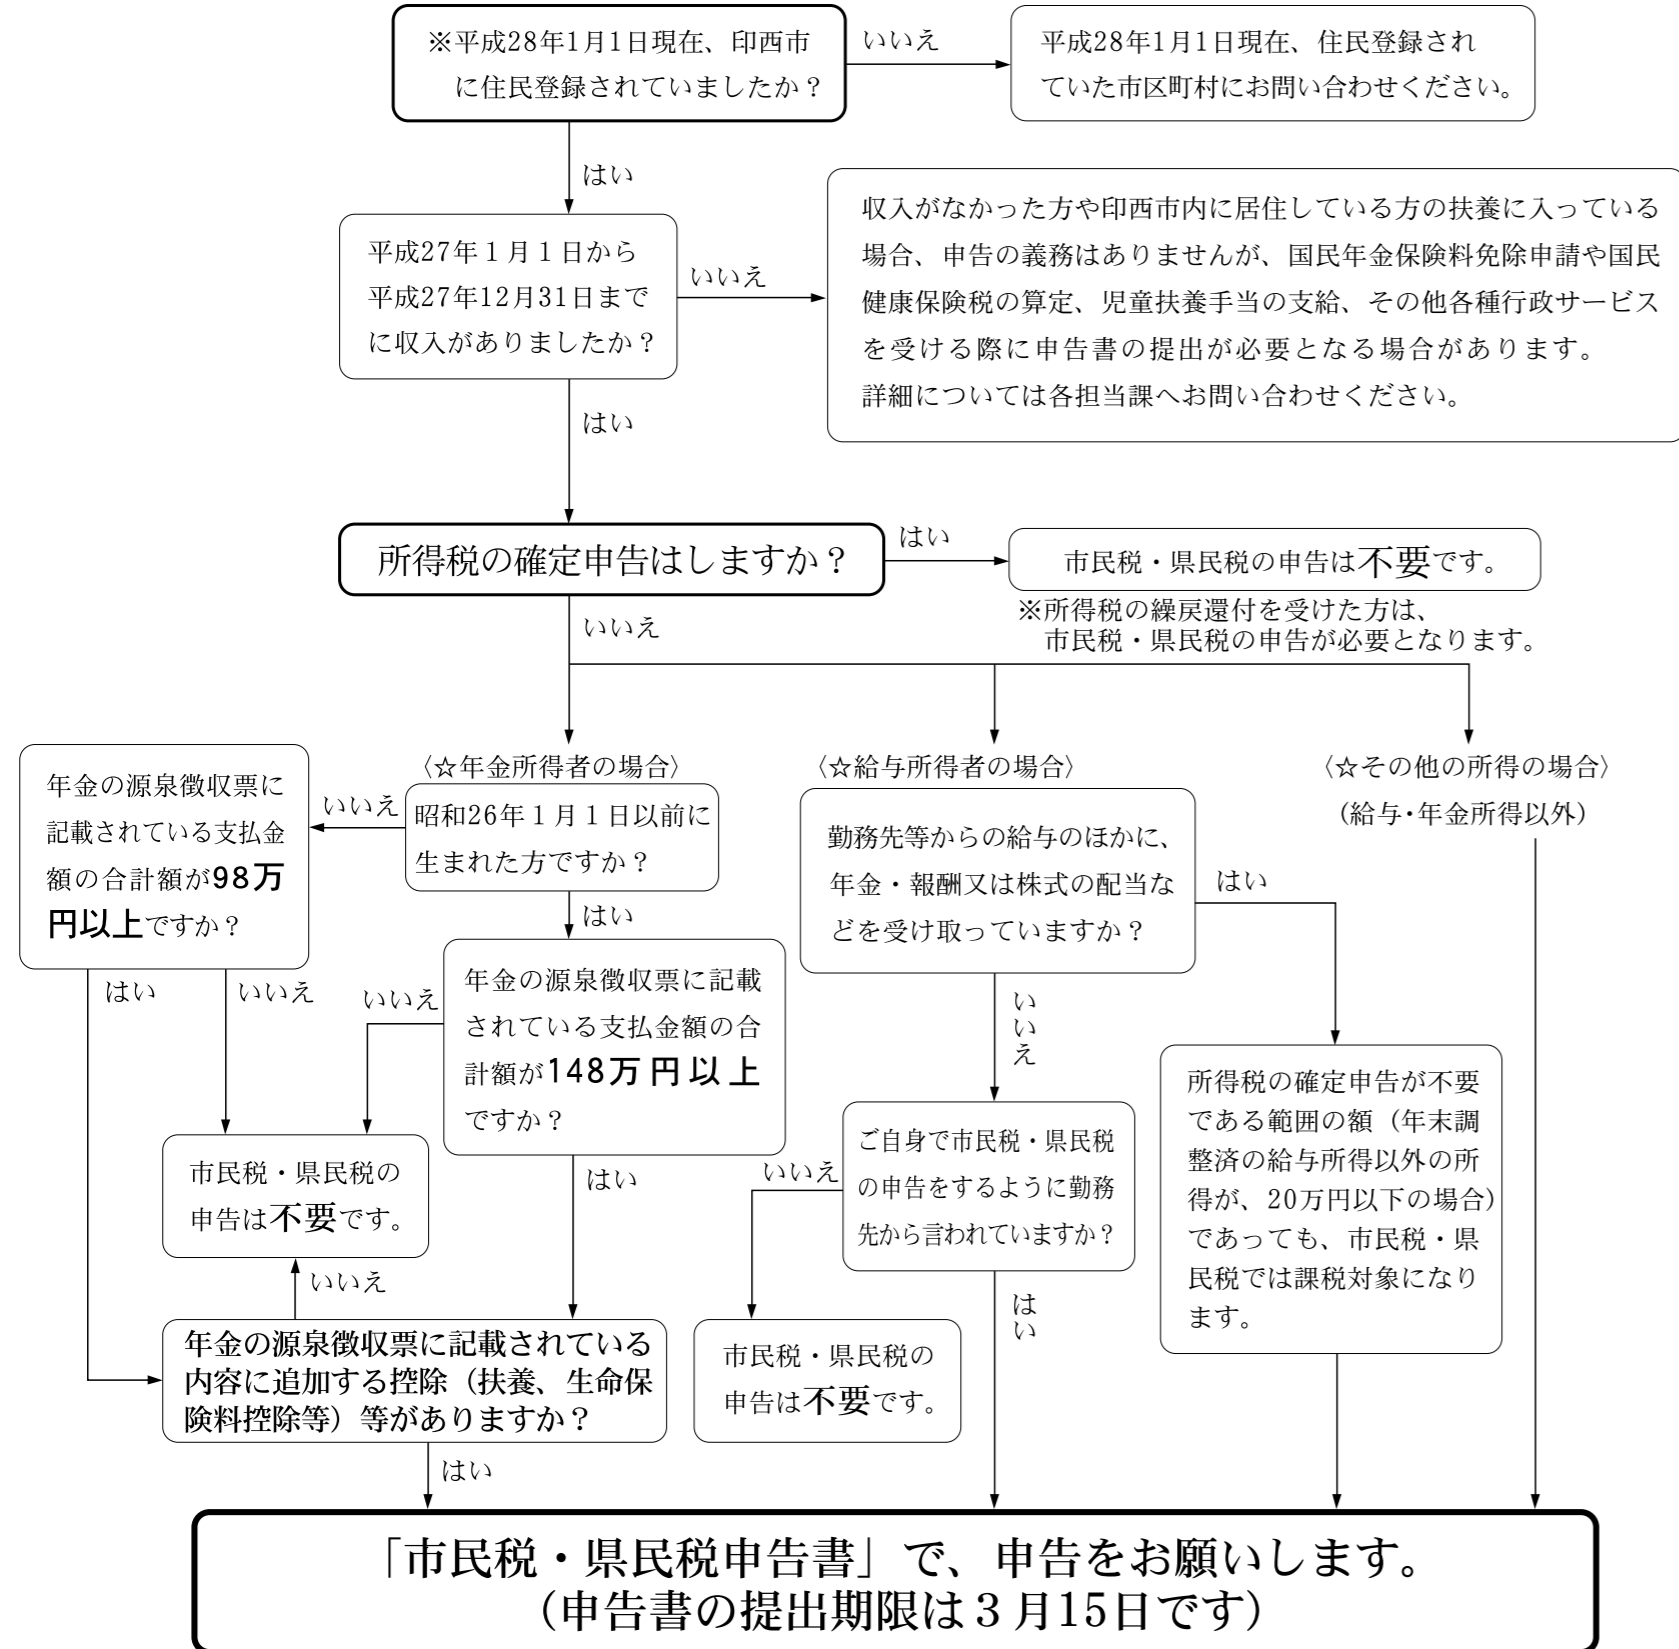 ※平成28年1月1日現在、印西市
に住民登録されていましたか？
いいえ
平成28年1月1日現在、住民登録され
ていた市区町村にお問い合わせください。
はい
平成27年１月１日から
平成27年12月31日まで
に収入がありましたか？
いいえ
収入がなかった方や印西市内に居住している方の扶養に入っている
場合、申告の義務はありませんが、国民年金保険料免除申請や国民
健康保険税の算定、児童扶養手当の支給、その他各種行政サービス
を受ける際に申告書の提出が必要となる場合があります。
詳細については各担当課へお問い合わせください。
はい
所得税の確定申告はしますか？
はい
市民税・県民税の申告は不要です。
※所得税の繰戻還付を受けた方は、
市民税・県民税の申告が必要となります。
いいえ
〈☆年金所得者の場合〉
昭和26年１月１日以前に
生まれた方ですか？
いいえ
年金の源泉徴収票に
記載されている支払金
額の合計額が98万
円以上ですか？
はい
いいえ
はい
年金の源泉徴収票に記載
されている支払金額の合
計額が148万円以上
ですか？
いいえ
市民税・県民税の
申告は不要です。
はい
いいえ
年金の源泉徴収票に記載されている
内容に追加する控除（扶養、生命保
険料控除等）等がありますか？
はい
〈☆給与所得者の場合〉
勤務先等からの給与のほかに、
年金・報酬又は株式の配当な
どを受け取っていますか？
はい
いいえ
ご自身で市民税・県民税
の申告をするように勤務
先から言われていますか？
いいえ
市民税・県民税の
申告は不要です。
はい
所得税の確定申告が不要
である範囲の額（年末調
整済の給与所得以外の所
得が、20万円以下の場合）
であっても、市民税・県
民税では課税対象になり
ます。
〈☆その他の所得の場合〉
（給与・年金所得以外）
「市民税・県民税申告書」で、申告をお願いします。
（申告書の提出期限は３月15日です）